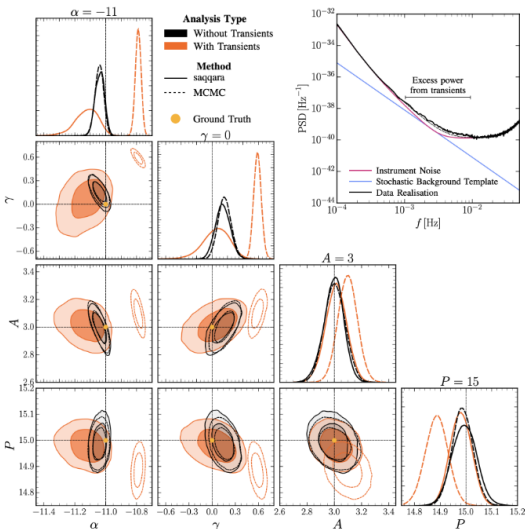 α = −11
Analysis Type
Without Transients
With Transients
Method
saqqara
MCMC
Ground Truth
10−32
10−34
10−36
10−38
10−40
10−42
10−44
PSD [Hz−1]
Excess power
from transients
Instrument Noise
Stochastic Background Template
Data Realisation
10−4
10−3
10−2
f [Hz]
γ = 0
0.6
0.3
0.0
−0.3
−0.6
γ
A = 3
3.4
3.2
3.0
2.8
2.6
A
P = 15
15.2
15.1
15.0
14.9
14.8
P
−11.4 −11.2 −11.0 −10.8
α
−0.6 −0.3 0.0 0.3 0.6
γ
2.6 2.8 3.0 3.2 3.4
A
14.8 14.9 15.0 15.1 15.2
P